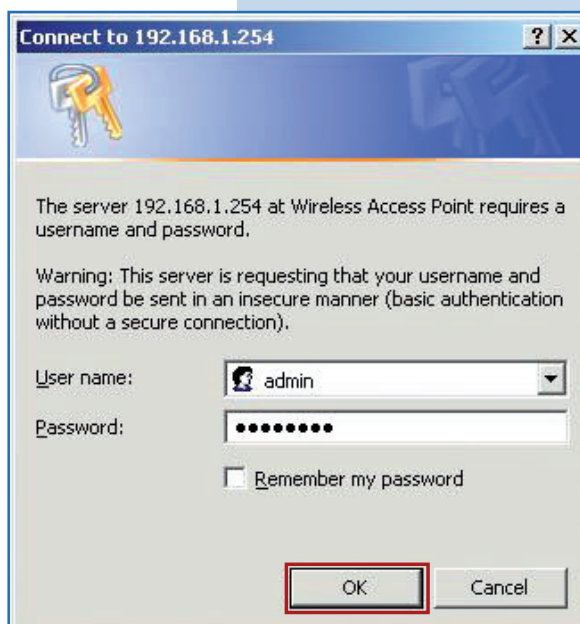 Connect to 192.168.1.254
The server 192.168.1.254 at Wireless Access Point requires a
username and password.
Warning: This server is requesting that your username and
password be sent in an insecure manner (basic authentication
without a secure connection).
User name: admin
Password: ••••••••
Remember my password
OK Cancel